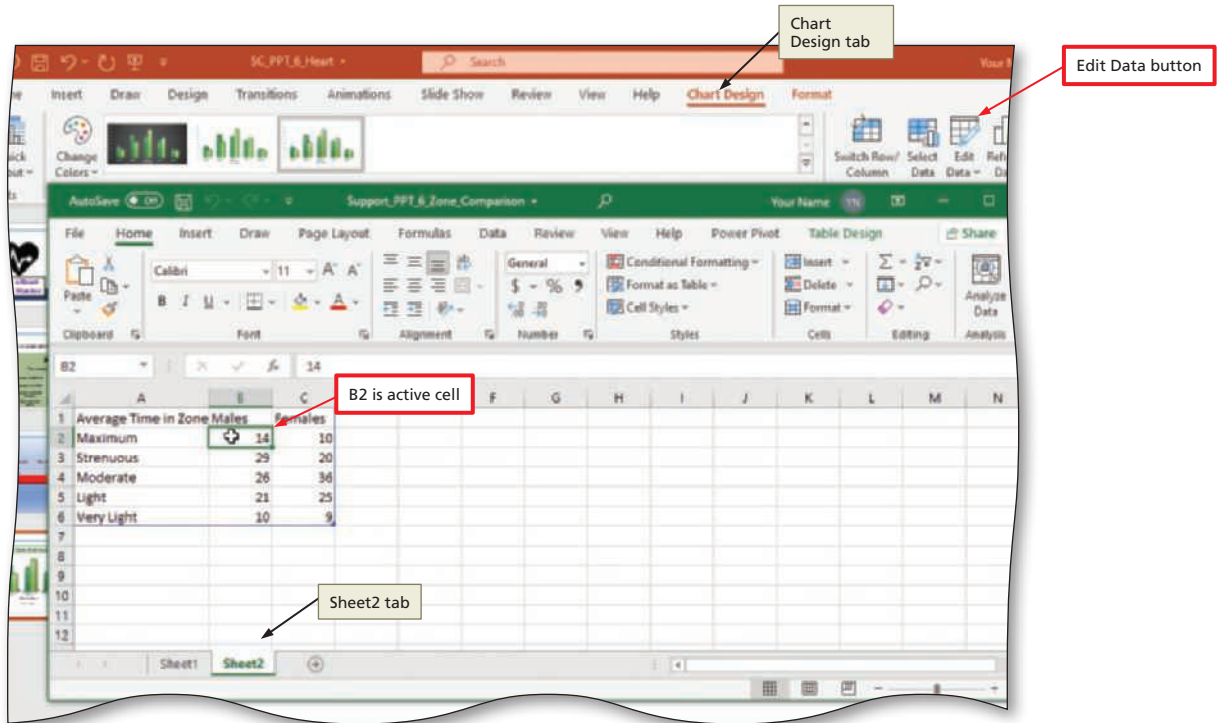 Chart
Design tab
Edit Data button
SC_PPT_6_Heart
Search
Insert Draw Design Transitions Animations Slide Show Review View Help Chart Design Format
Change
Colors
Switch Row/
Column
Select
Data
Edit
Data
AutoSave Off
Support_PPT_6_Zone_Comparison
Your Name YN
File Home Insert Draw Page Layout Formulas Data Review View Help Power Pivot Table Design Share
Paste
Calibri 11 A A
B I U A
General
$ % 9
Conditional Formatting
Format as Table
Cell Styles
Insert
Delete
Format
Analyze
Data
Clipboard Font Alignment Number Styles Cells Editing Analysis
B2 fx 14
B2 is active cell
A B C F G H I J K L M N
1 Average Time in Zone Males Females
2 Maximum 14 10
3 Strenuous 29 20
4 Moderate 26 36
5 Light 21 25
6 Very Light 10 9
7
8
9
10
11
12
Sheet2 tab
Sheet1 Sheet2